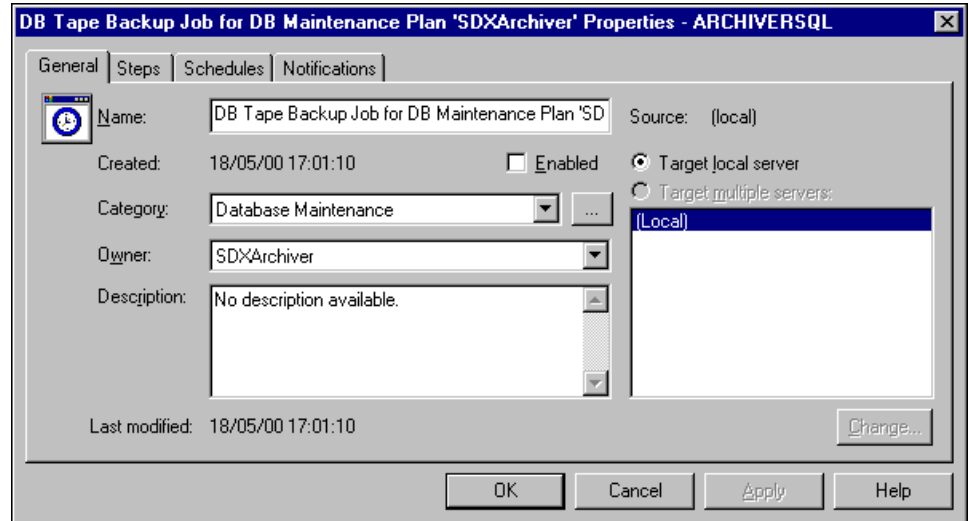 DB Tape Backup Job for DB Maintenance Plan 'SDXArchiver' Properties - ARCHIVERSQL
General Steps Schedules Notifications
Name: DB Tape Backup Job for DB Maintenance Plan 'SD Source: (local)
Created: 18/05/00 17:01:10 Enabled Target local server
Target multiple servers:
Category: Database Maintenance ... (Local)
Owner: SDXArchiver
Description: No description available.
Last modified: 18/05/00 17:01:10 Change...
OK Cancel Apply Help